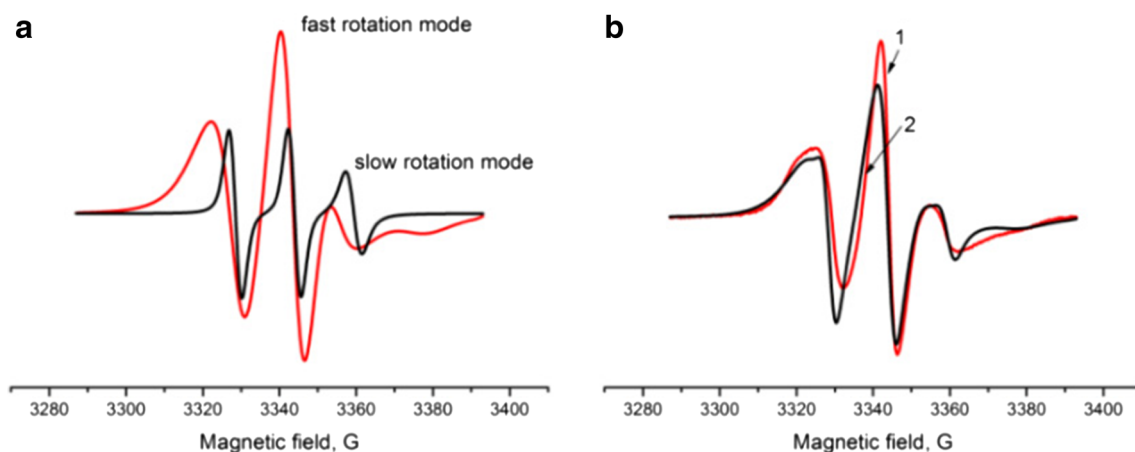 a
fast rotation mode
slow rotation mode
3280 3300 3320 3340 3360 3380 3400
Magnetic field, G
b
1
2
3280 3300 3320 3340 3360 3380 3400
Magnetic field, G